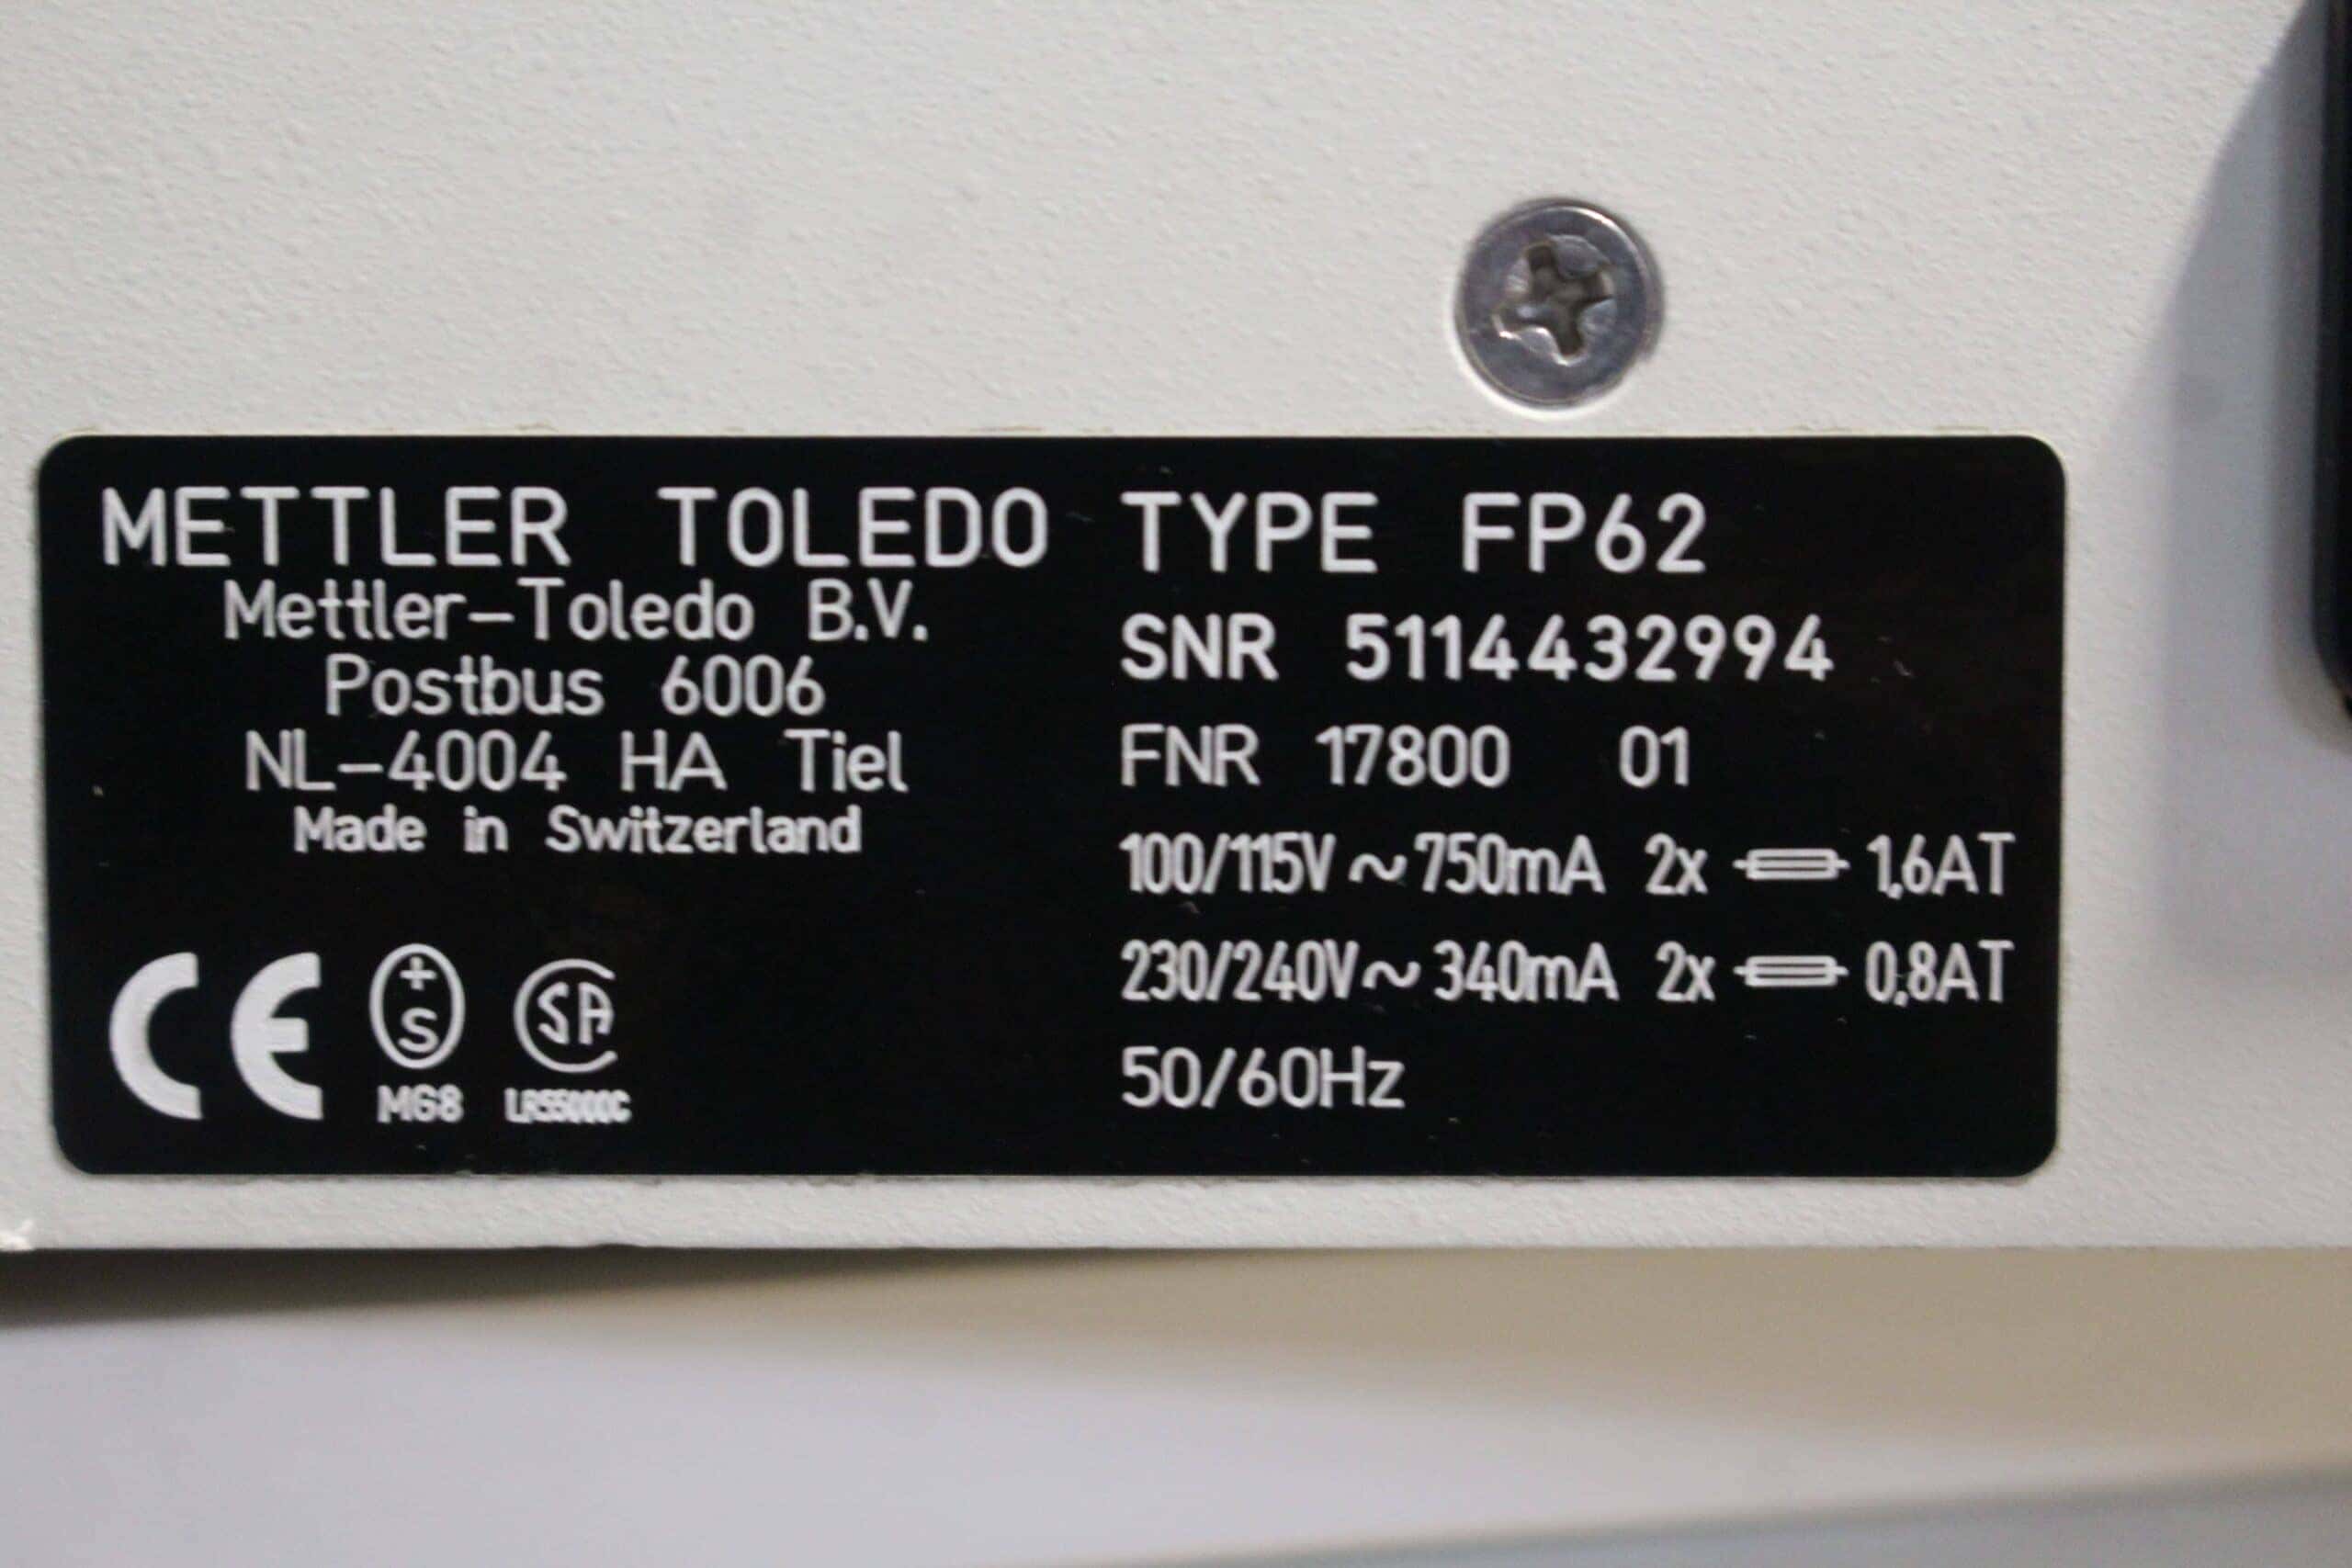 METTLER TOLEDO
Mettler-Toledo B.V.
Postbus 6006
NL-4004 HA Tiel
Made in Switzerland
CE
+S
MG8
SA
TYPE FP62
SNR 5114432994
FNR 17800 01
100/115V ~ 750mA 2x 1,6AT
230/240V ~ 340mA 2x 0,8AT
50/60Hz